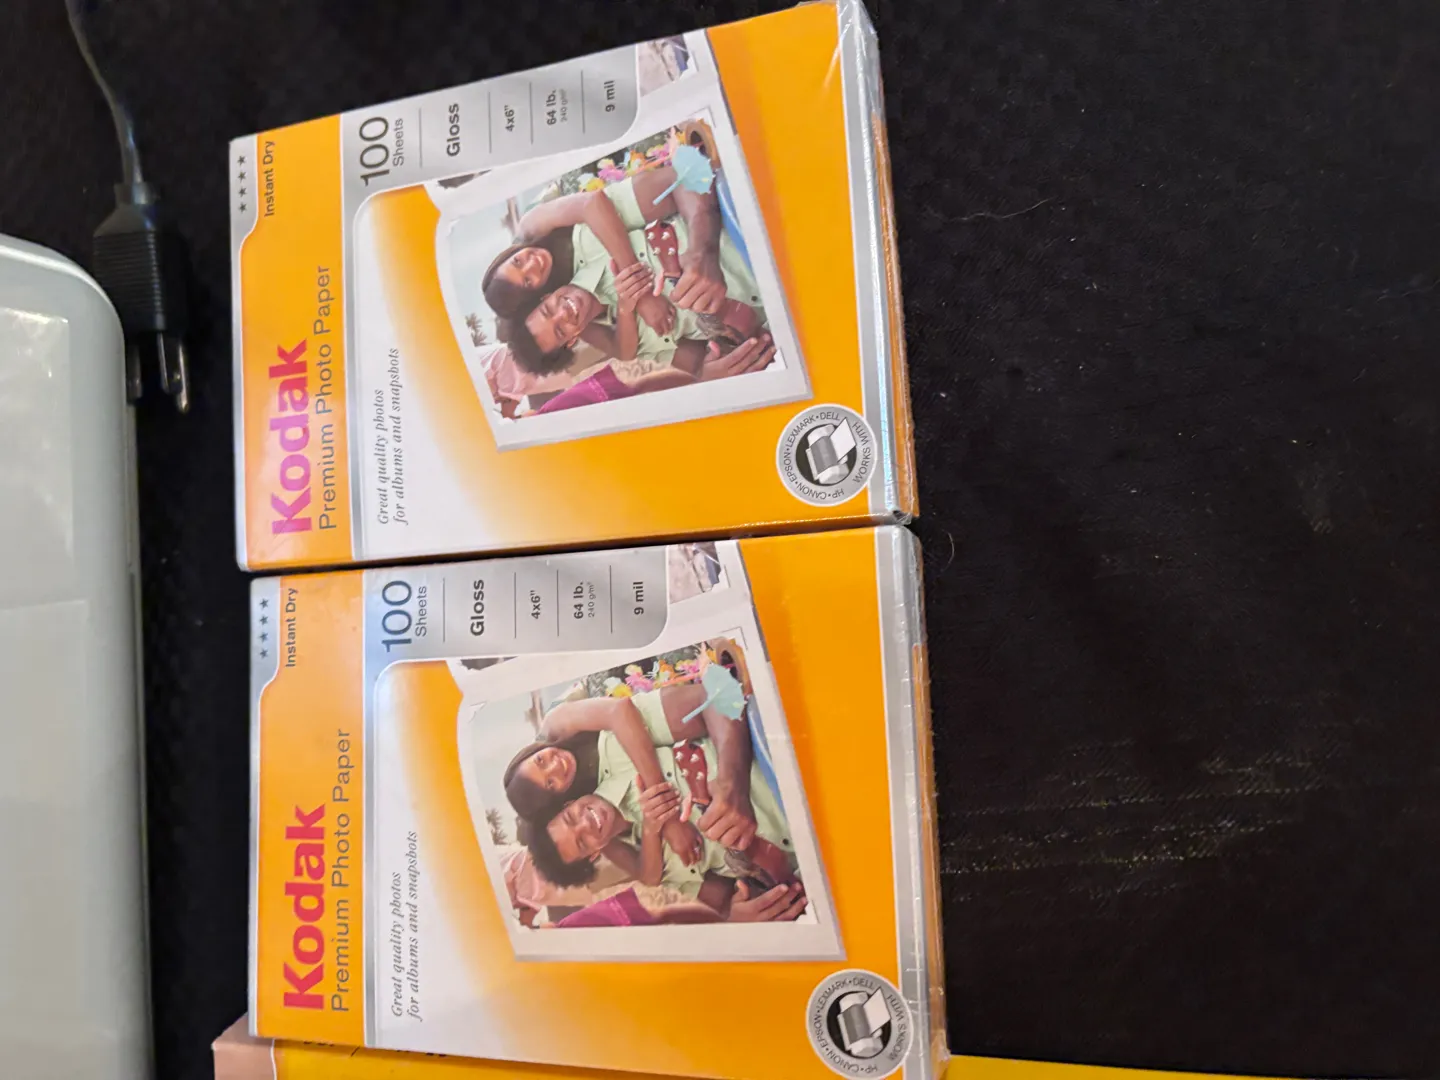 ★★★★
Instant Dry
Kodak
Premium Photo Paper
100
Sheets
Gloss
4x6"
64 lb.
240 g/m²
9 mil
Great quality photos
for albums and snapshots
WORKS WITH
HP • CANON • EPSON • LEXMARK • DELL
★★★★
Instant Dry
Kodak
Premium Photo Paper
100
Sheets
Gloss
4x6"
64 lb.
240 g/m²
9 mil
Great quality photos
for albums and snapshots
WORKS WITH
HP • CANON • EPSON • LEXMARK • DELL